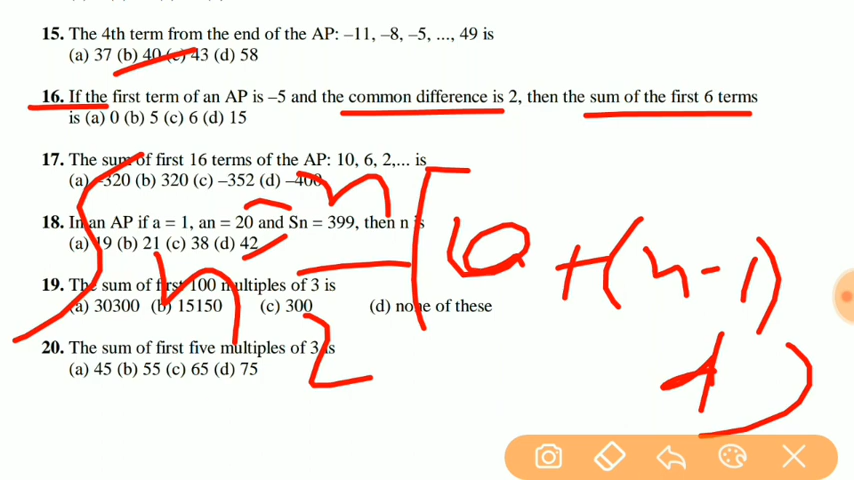 15. The 4th term from the end of the AP: –11, –8, –5, ..., 49 is
(a) 37 (b) 40 (c) 43 (d) 58
16. If the first term of an AP is –5 and the common difference is 2, then the sum of the first 6 terms
is (a) 0 (b) 5 (c) 6 (d) 15
17. The sum of first 16 terms of the AP: 10, 6, 2,... is
(a) –320 (b) 320 (c) –352 (d) –400
18. In an AP if a = 1, an = 20 and Sn = 399, then n is
(a) 19 (b) 21 (c) 38 (d) 42
19. The sum of first 100 multiples of 3 is
(a) 30300 (b) 15150 (c) 300 (d) none of these
20. The sum of first five multiples of 3 is
(a) 45 (b) 55 (c) 65 (d) 75
+(n-1)